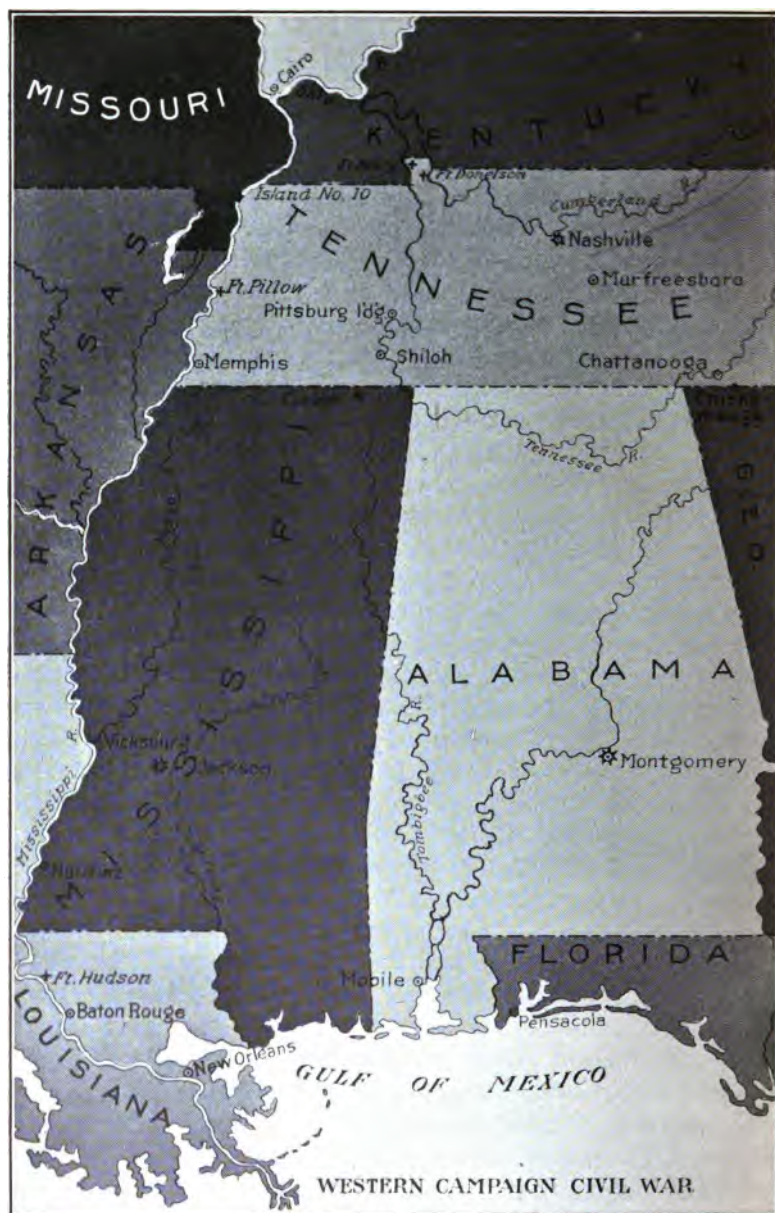 MISSOURI
Cairo
Ohio
R.
KENTUCKY
Ft. Donelson
Island No. 10
TENNESSEE
Cumberland
R.
Nashville
Ft. Pillow
Murfreesboro
Pittsburg ldg
Shiloh
Memphis
Chattanooga
ARKANSAS
Tennessee R.
MISSISSIPPI
ALABAMA
GEO
Mississippi R.
Vicksburg
Jackson
R.
Montgomery
Tombigbee
FLORIDA
Mobile
Ft. Hudson
Pensacola
LOUISIANA
Baton Rouge
New Orleans
GULF OF MEXICO
WESTERN CAMPAIGN CIVIL WAR